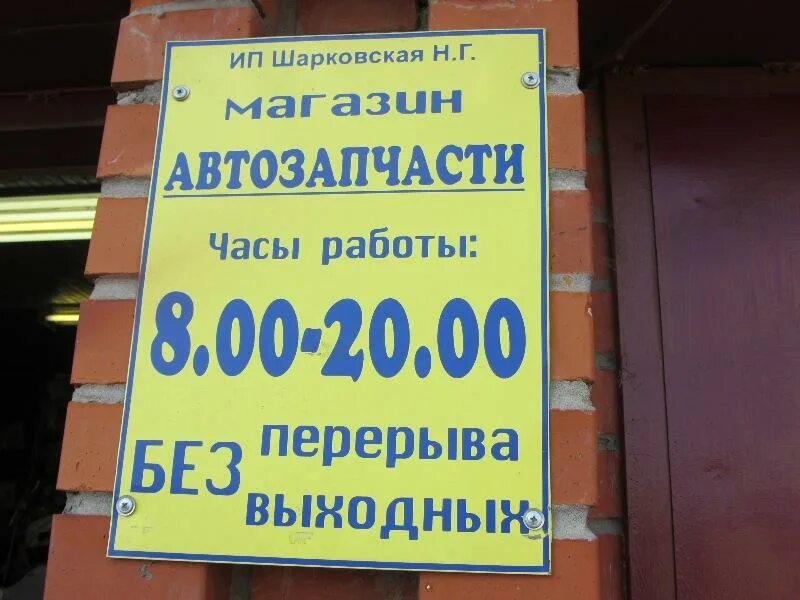 ИП Шарковская Н.Г.
магазин
АВТОЗАПЧАСТИ
Часы работы:
8.00-20.00
БЕЗ перерыва
выходных